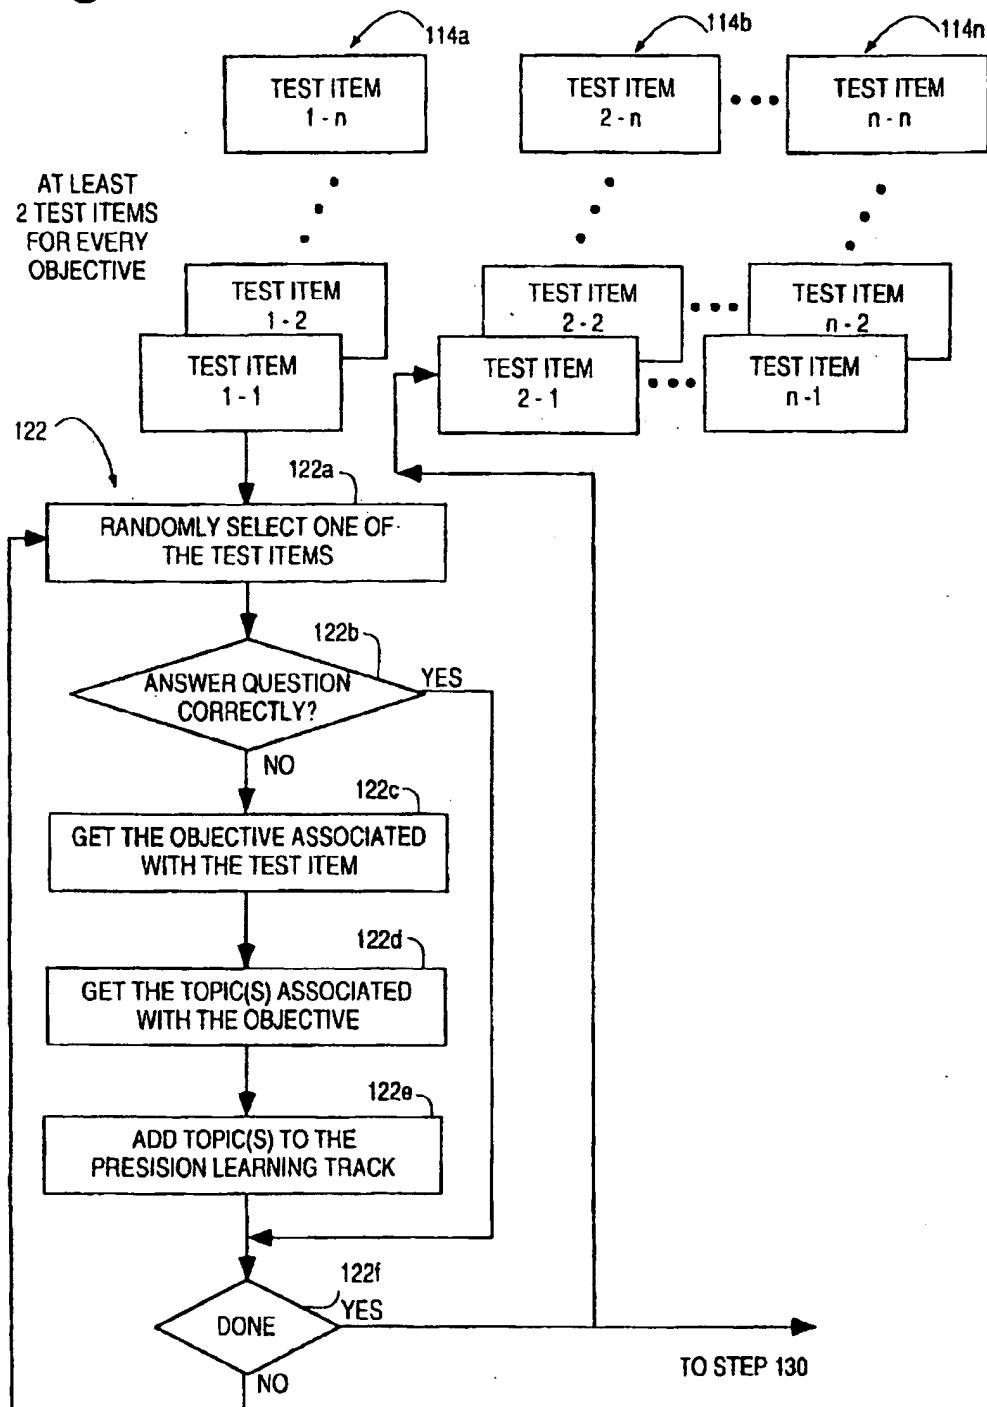 114a
114b
114n
TEST ITEM
1 - n
TEST ITEM
2 - n
TEST ITEM
n - n
AT LEAST
2 TEST ITEMS
FOR EVERY
OBJECTIVE
TEST ITEM
1 - 2
TEST ITEM
2 - 2
TEST ITEM
n - 2
TEST ITEM
1 - 1
TEST ITEM
2 - 1
TEST ITEM
n - 1
122
122a
RANDOMLY SELECT ONE OF
THE TEST ITEMS
122b
ANSWER QUESTION
CORRECTLY?
YES
NO
122c
GET THE OBJECTIVE ASSOCIATED
WITH THE TEST ITEM
122d
GET THE TOPIC(S) ASSOCIATED
WITH THE OBJECTIVE
122e
ADD TOPIC(S) TO THE
PRESISION LEARNING TRACK
122f
DONE
YES
NO
TO STEP 130